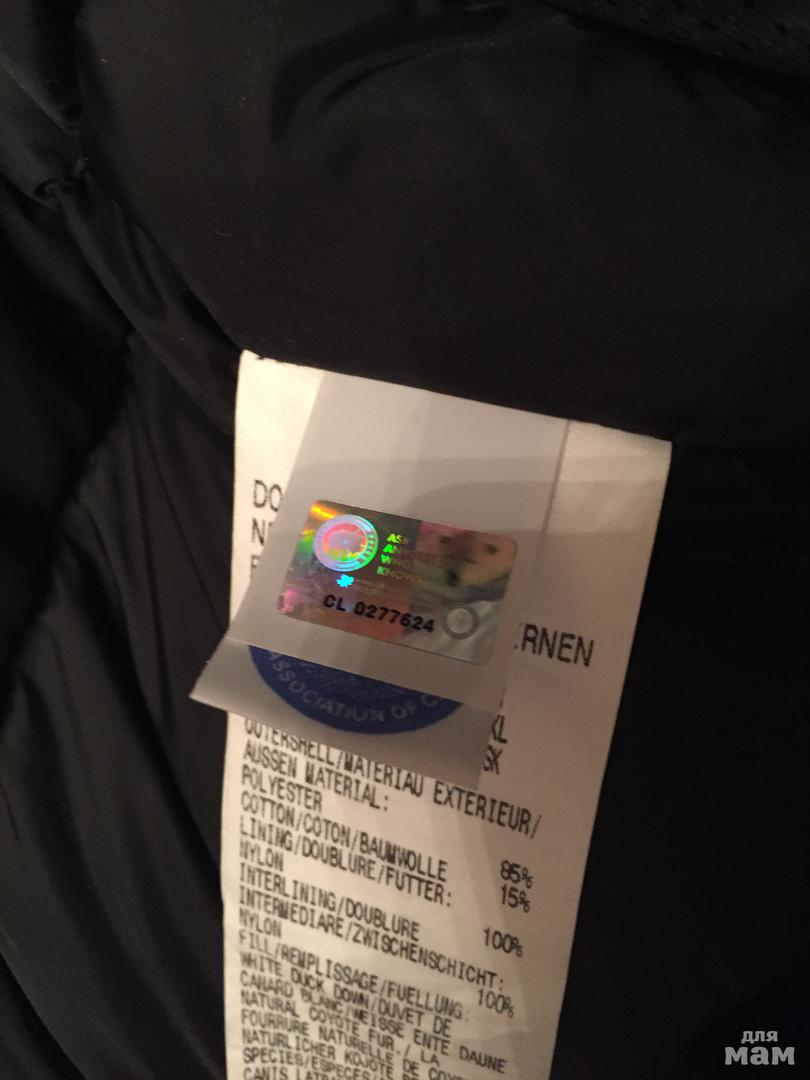 DO
ASK
ANYONE
WHO
KNOWS
CL 0277624
ERNEN
ASSOCIATION OF C
XL
SK
OUTERSHELL/MATERIAU EXTERIEUR/
AUSSEN MATERIAL:
POLYESTER 85%
COTTON/COTON/BAUMWOLLE 15%
LINING/DOUBLURE/FUTTER:
NYLON 100%
INTERLINING/DOUBLURE
INTERMEDIARE/ZWISCHENSCHICHT:
NYLON 100%
FILL/REMPLISSAGE/FUELLUNG:
WHITE DUCK DOWN/DUVET DE
CANARD BLANC/WEISSE ENTE DAUNE
NATURAL COYOTE FUR./ LA
FOURRURE NATURELLE DE
NATURLICHER KOJOTE
SPECIES/ESPECES/
CANIS
для
мам